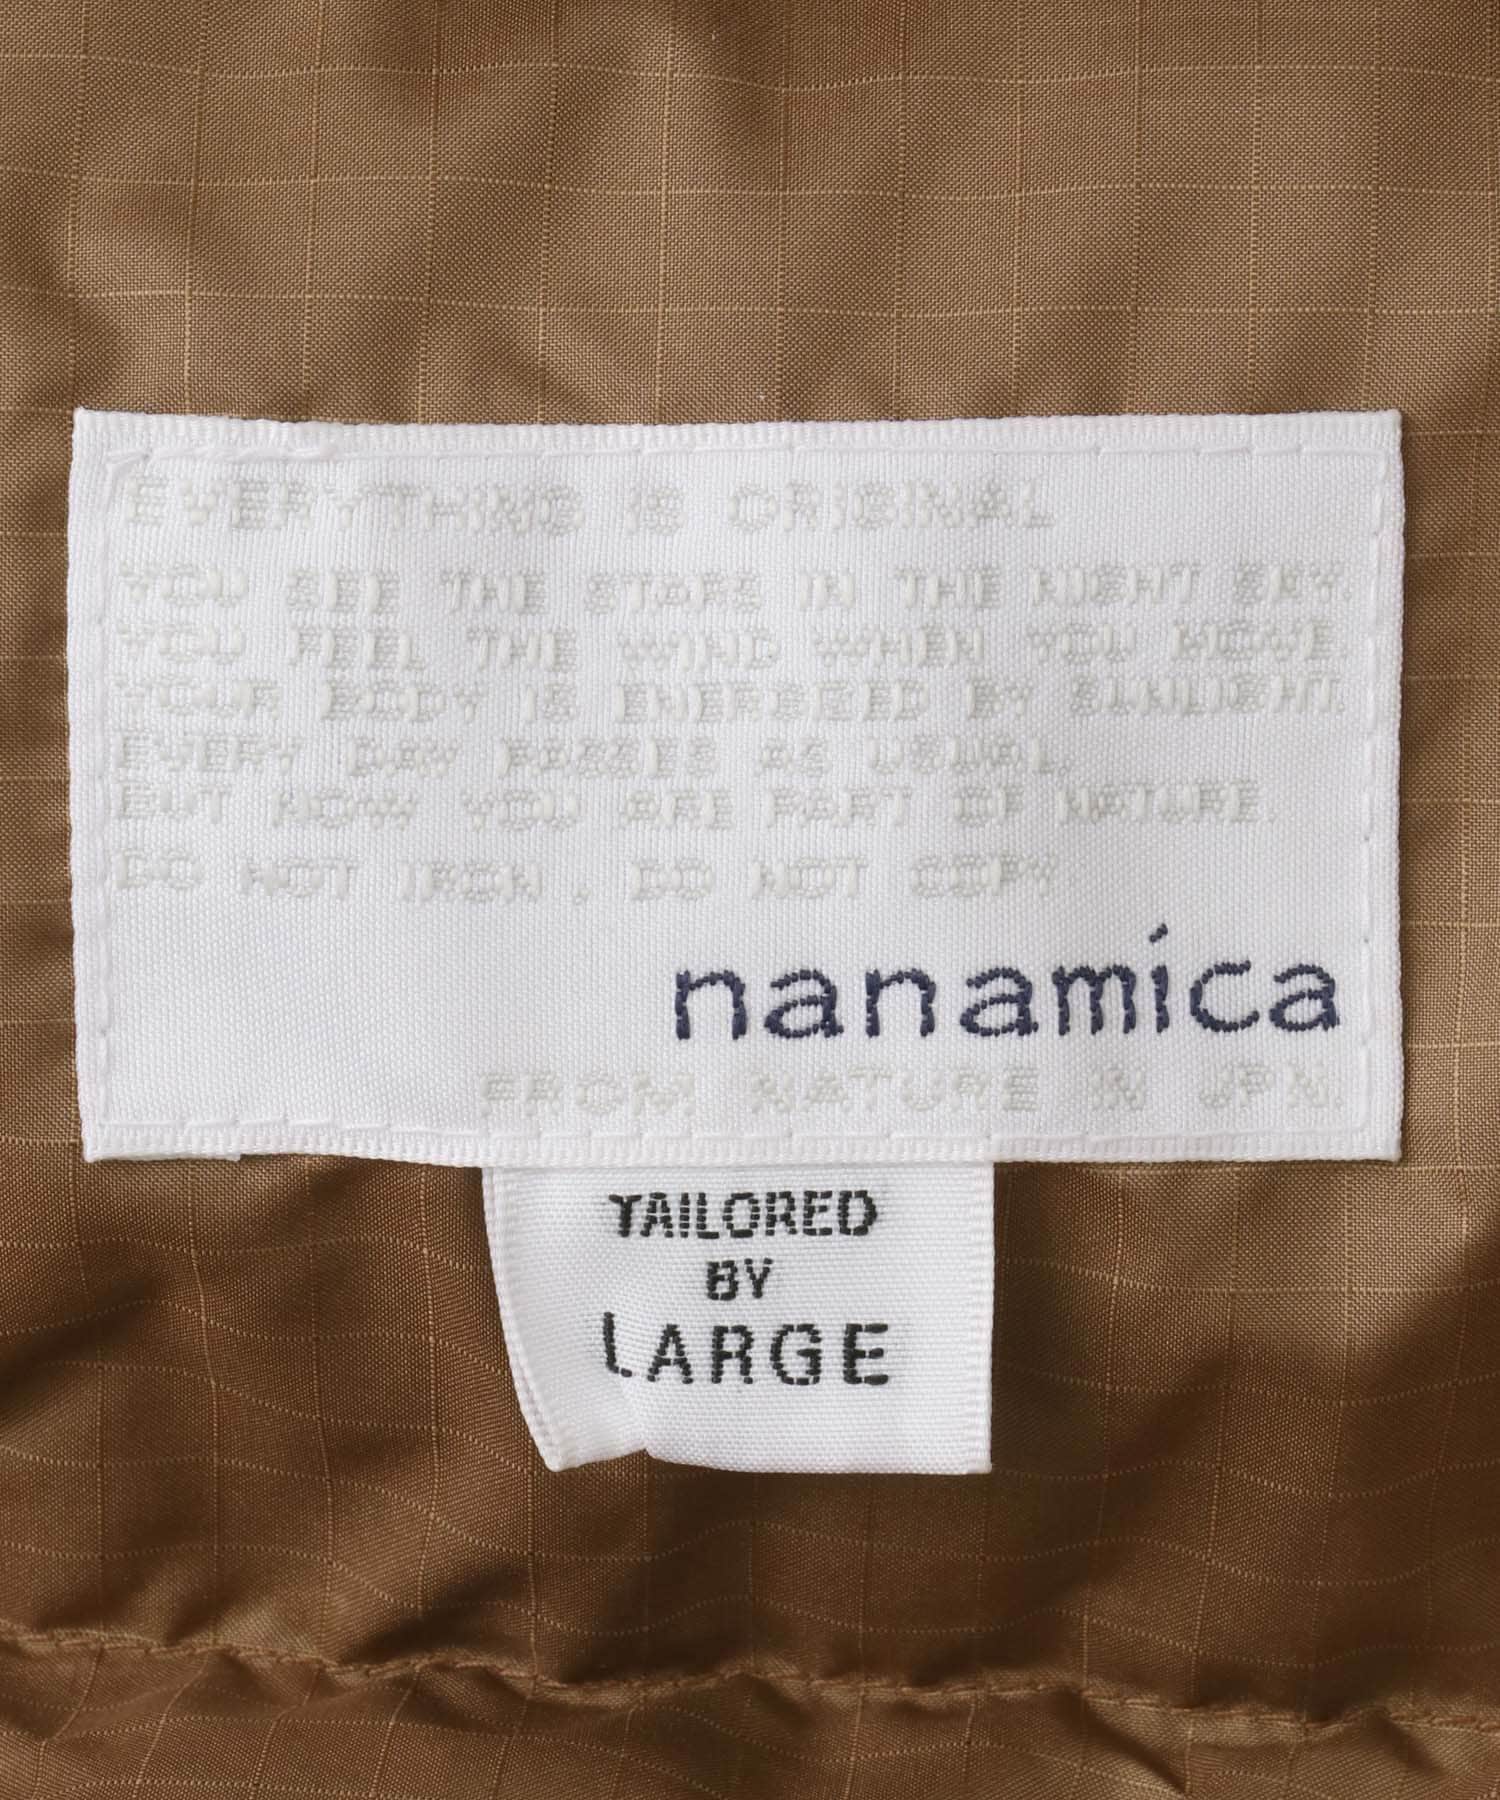 EVERYTHING IS ORIGINAL
YOU SEE THE STARS IN THE NIGHT SKY.
YOU FEEL THE WIND WHEN YOU MOVE.
YOUR BODY IS ENERGIZED BY SUNLIGHT.
EVERY DAY PASSES AS USUAL,
BUT NOW YOU ARE PART OF NATURE.
DO NOT IRON , DO NOT COPY
nanamíca
FROM NATURE IN JPN.
TAILORED
BY
LARGE